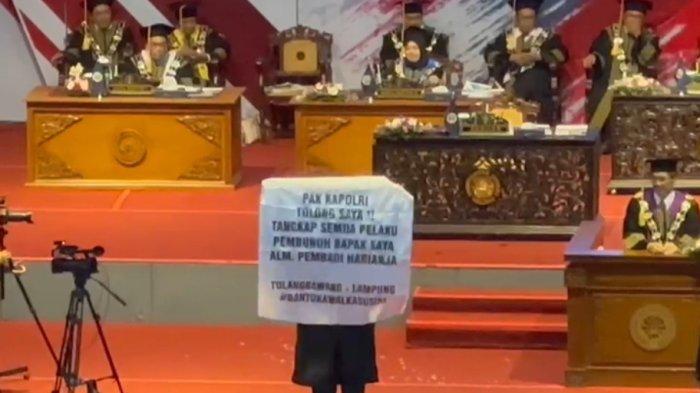 PAK KAPOLRI
TOLONG SAYA !!
TANGKAP SEMUA PELAKU
PEMBUNUH BAPAK SAYA
ALM. PEMBADI HARIANJA
TULANGBAWANG - LAMPUNG
#BANTUKAWALKASUSINI